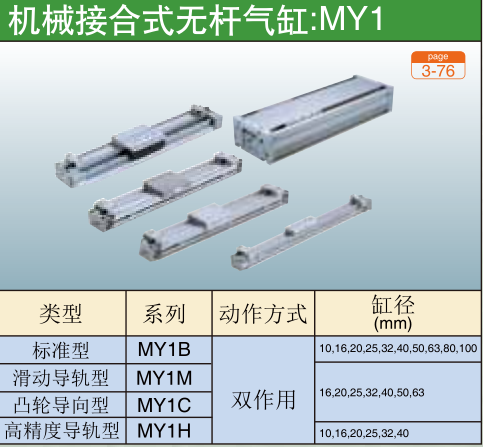 机械接合式无杆气缸:MY1
page
3-76
类型 系列 动作方式 缸径
(mm)
标准型 MY1B 10,16,20,25,32,40,50,63,80,100
滑动导轨型 MY1M
双作用 16,20,25,32,40,50,63
凸轮导向型 MY1C
高精度导轨型 MY1H 10,16,20,25,32,40